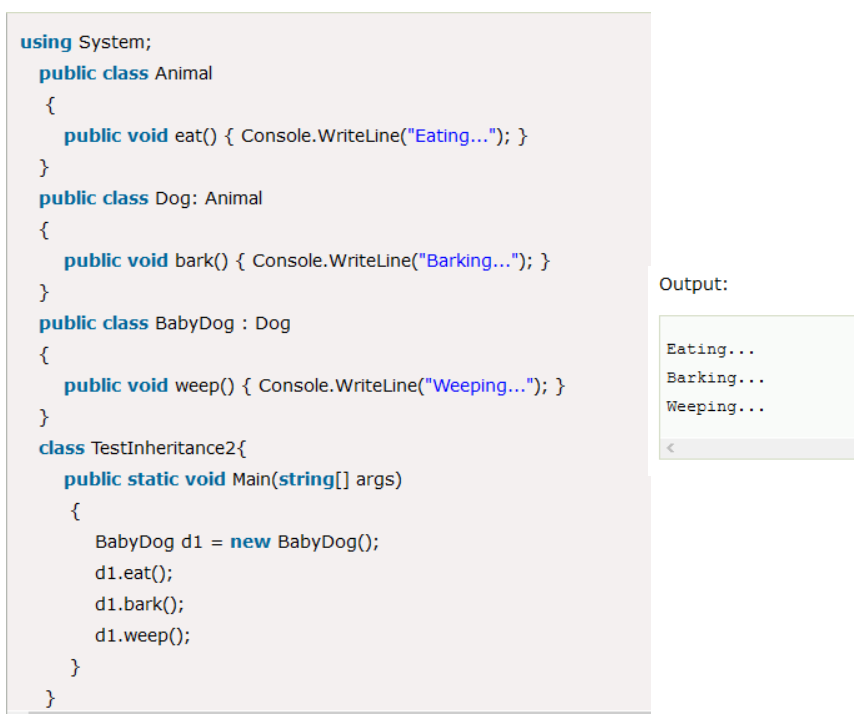 using System;
public class Animal
{
public void eat() { Console.WriteLine("Eating..."); }
}
public class Dog: Animal
{
public void bark() { Console.WriteLine("Barking..."); }
}
public class BabyDog : Dog
{
public void weep() { Console.WriteLine("Weeping..."); }
}
class TestInheritance2{
public static void Main(string[] args)
{
BabyDog d1 = new BabyDog();
d1.eat();
d1.bark();
d1.weep();
}
}
Output:
Eating...
Barking...
Weeping...